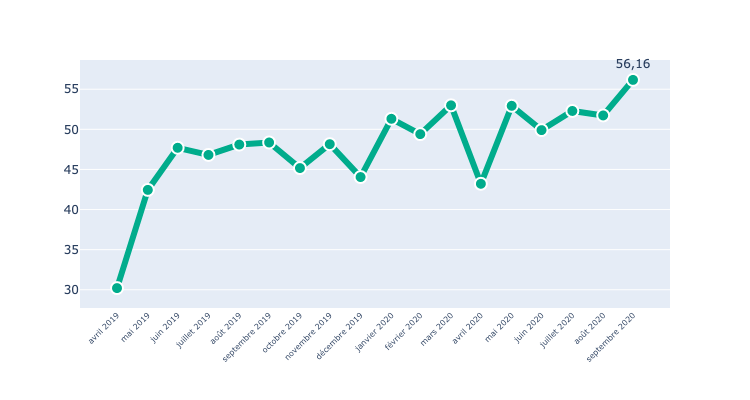 56,16
55
50
45
40
35
30
avril 2019
mai 2019
juin 2019
juillet 2019
août 2019
septembre 2019
octobre 2019
novembre 2019
décembre 2019
janvier 2020
février 2020
mars 2020
avril 2020
mai 2020
juin 2020
juillet 2020
août 2020
septembre 2020